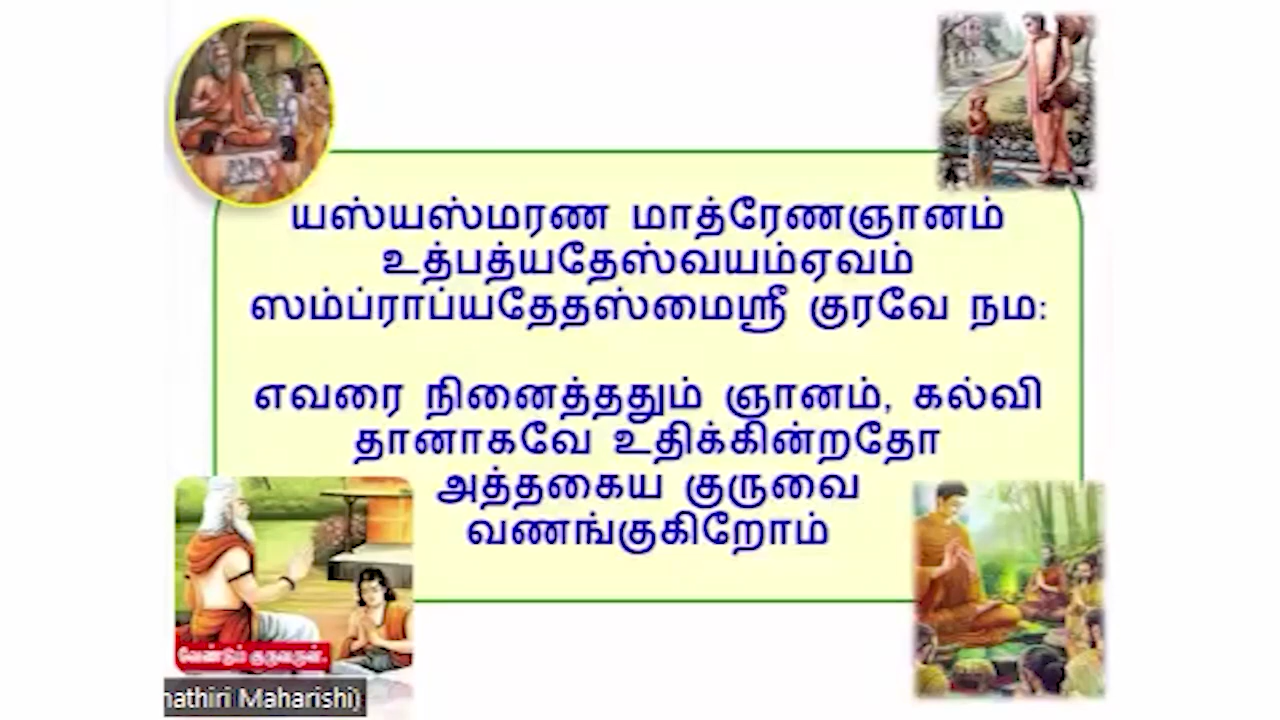 யஸ்யஸ்மரண மாத்ரேணஞானம்
உத்பத்யதேஸ்வயம்ஏவம்
ஸம்ப்ராப்யதேதஸ்மைஸ்ரீ குரவே நம:
எவரை நினைத்ததும் ஞானம், கல்வி
தானாகவே உதிக்கின்றதோ
அத்தகைய குருவை
வணங்குகிறோம்
வேண்டும் குருவருள்.
nathiri Maharishi)